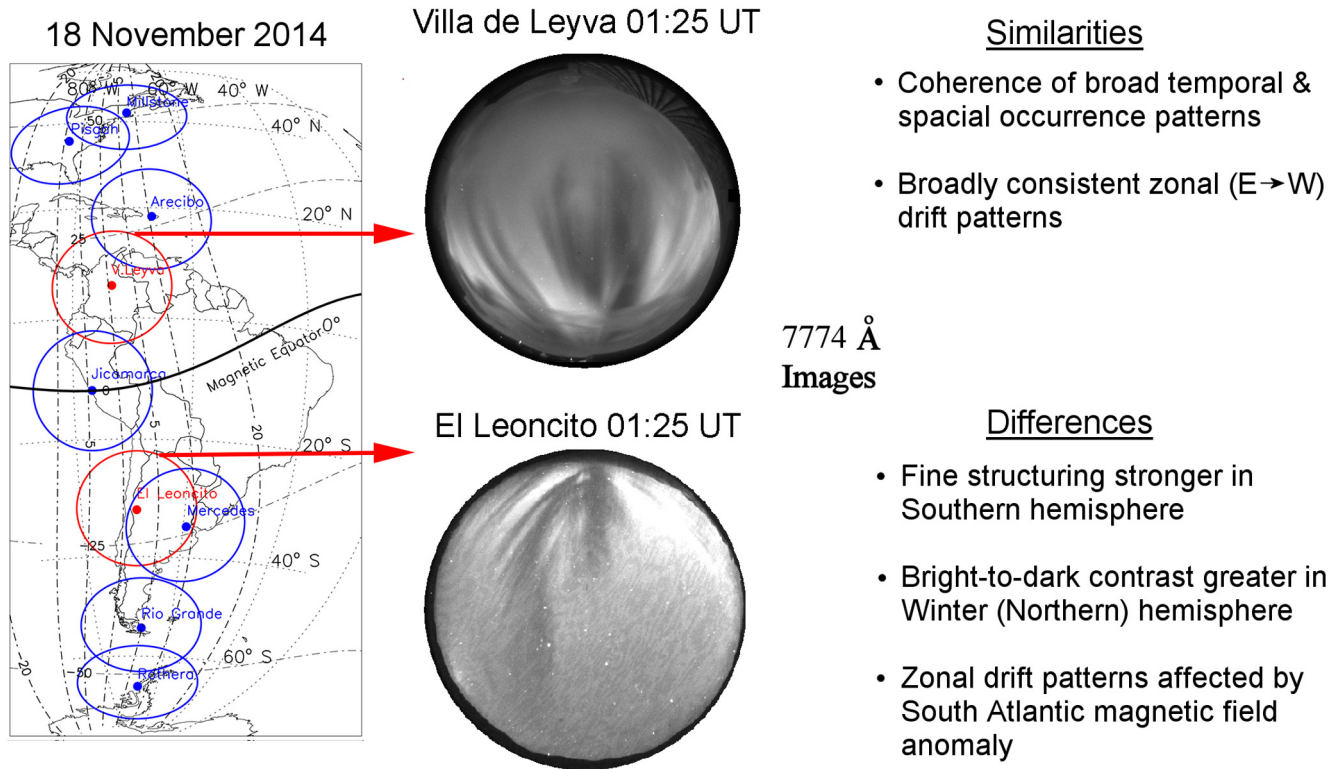 18 November 2014
20
80° W
5
60° W
40° W
Millstone
50
40° N
Pisgah
Arecibo
20° N
25
V.Leyva
0°
Magnetic Equator
Jicamarca
0
5
5
20
20° S
El Leoncito
Mercedes
-25
40° S
Rio Grande
60° S
-50
Rothera
20
Villa de Leyva 01:25 UT
7774 Å
Images
El Leoncito 01:25 UT
Similarities
• Coherence of broad temporal &
spacial occurrence patterns
• Broadly consistent zonal (E→W)
drift patterns
Differences
• Fine structuring stronger in
Southern hemisphere
• Bright-to-dark contrast greater in
Winter (Northern) hemisphere
• Zonal drift patterns affected by
South Atlantic magnetic field
anomaly